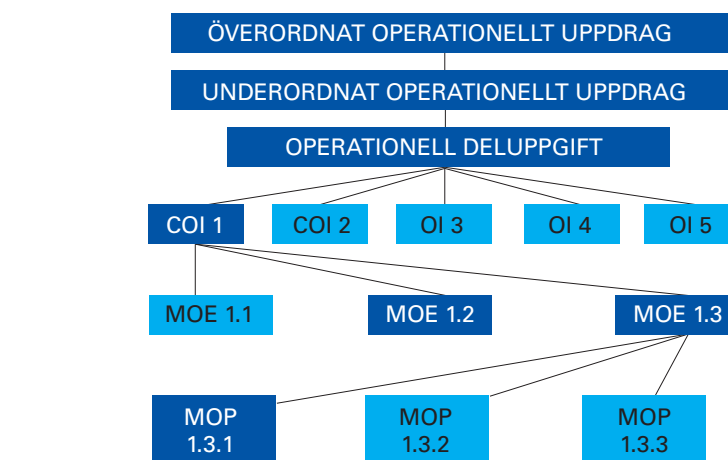 ÖVERORDNAT OPERATIONELLT UPPDRAG
UNDERORDNAT OPERATIONELLT UPPDRAG
OPERATIONELL DELUPPGIFT
COI 1
COI 2
OI 3
OI 4
OI 5
MOE 1.1
MOE 1.2
MOE 1.3
MOP
1.3.1
MOP
1.3.2
MOP
1.3.3